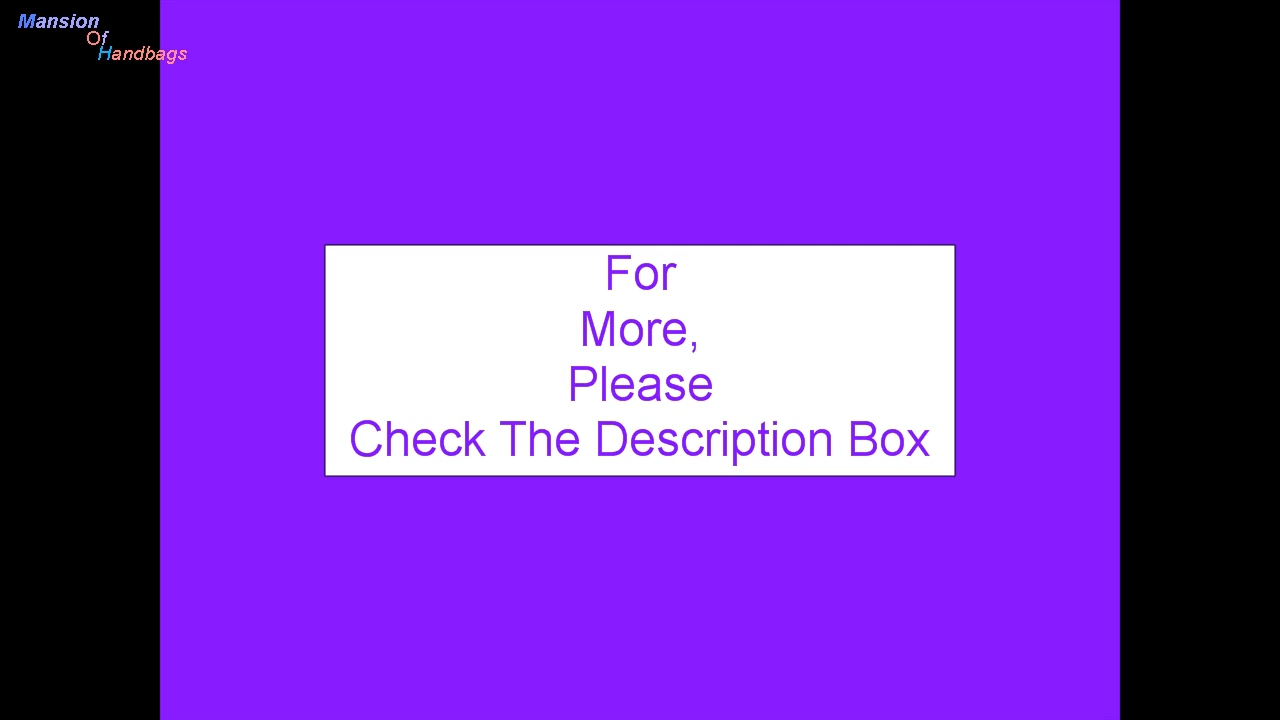 Mansion
Of
Handbags
For
More,
Please
Check The Description Box